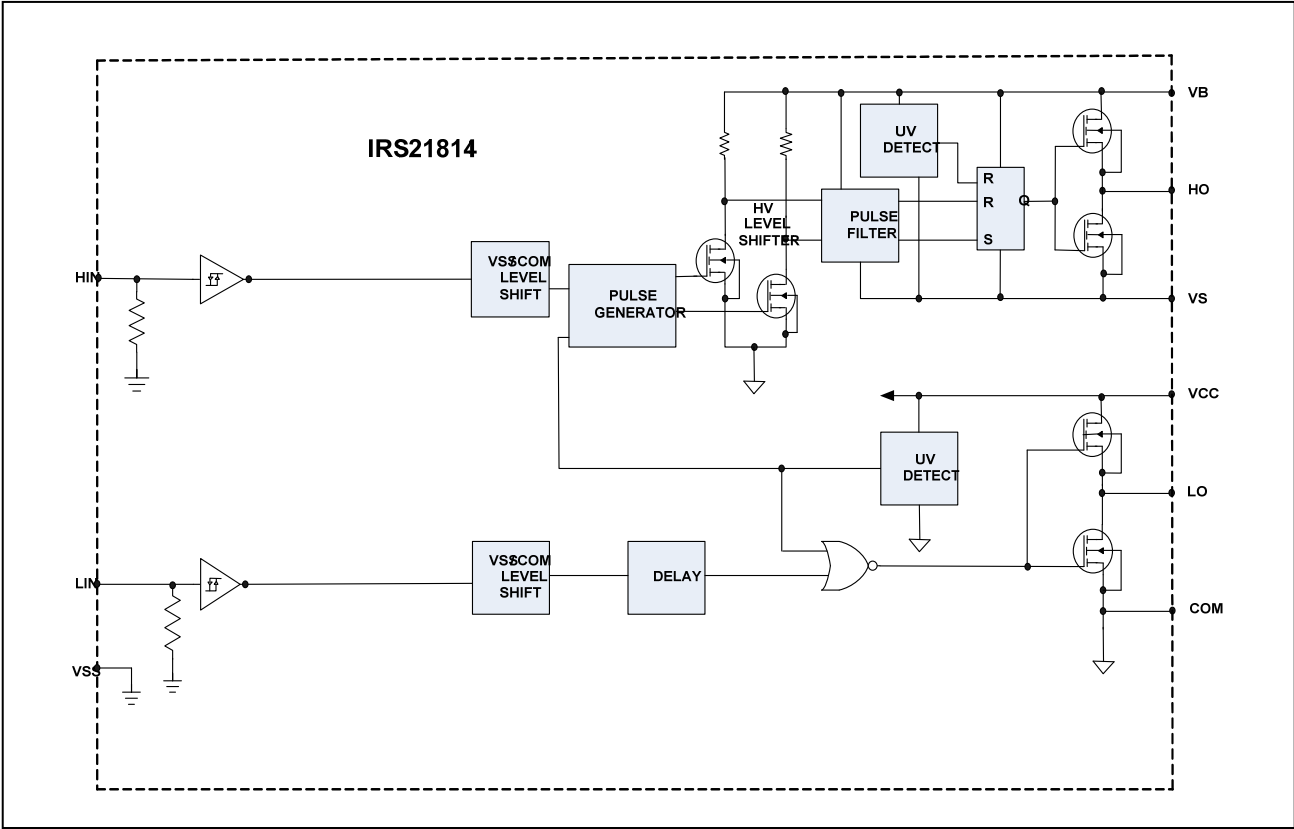 IRS21814
VB
UV
DETECT
R
R
S
Q
HO
HV
LEVEL
SHIFTER
PULSE
FILTER
HIN
VSS/COM
LEVEL
SHIFT
PULSE
GENERATOR
VS
VCC
UV
DETECT
LO
LIN
VSS/COM
LEVEL
SHIFT
DELAY
COM
VSS